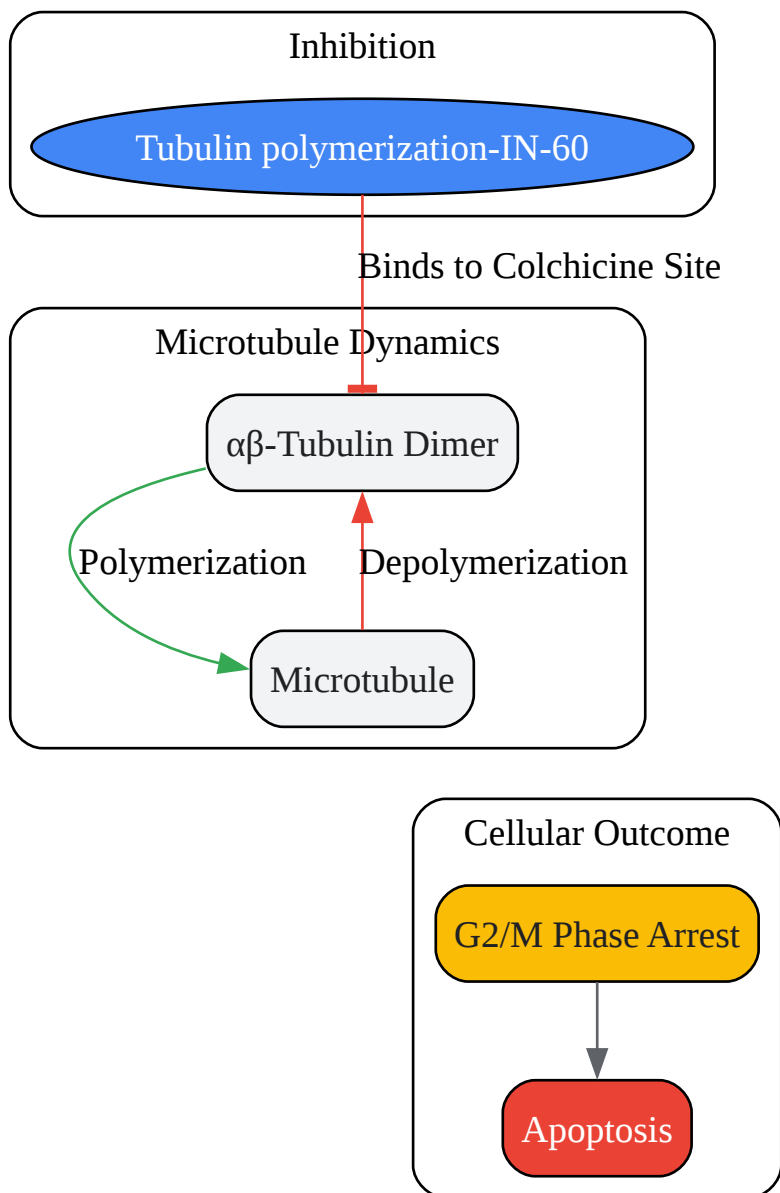 Inhibition
Tubulin polymerization-IN-60
Binds to Colchicine Site
Microtubule Dynamics
αβ-Tubulin Dimer
Polymerization
Depolymerization
Microtubule
Cellular Outcome
G2/M Phase Arrest
Apoptosis